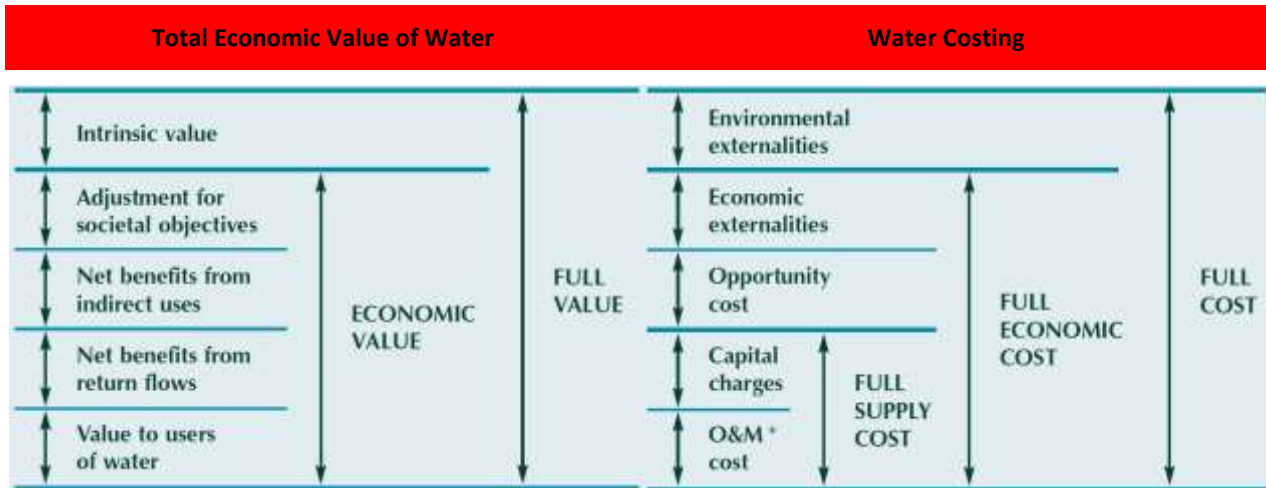 Total Economic Value of Water
Water Costing
Intrinsic value
Adjustment for
societal objectives
Net benefits from
indirect uses
Net benefits from
return flows
Value to users
of water
ECONOMIC
VALUE
FULL
VALUE
Environmental
externalities
Economic
externalities
Opportunity
cost
Capital
charges
O&M *
cost
FULL
SUPPLY
COST
FULL
ECONOMIC
COST
FULL
COST